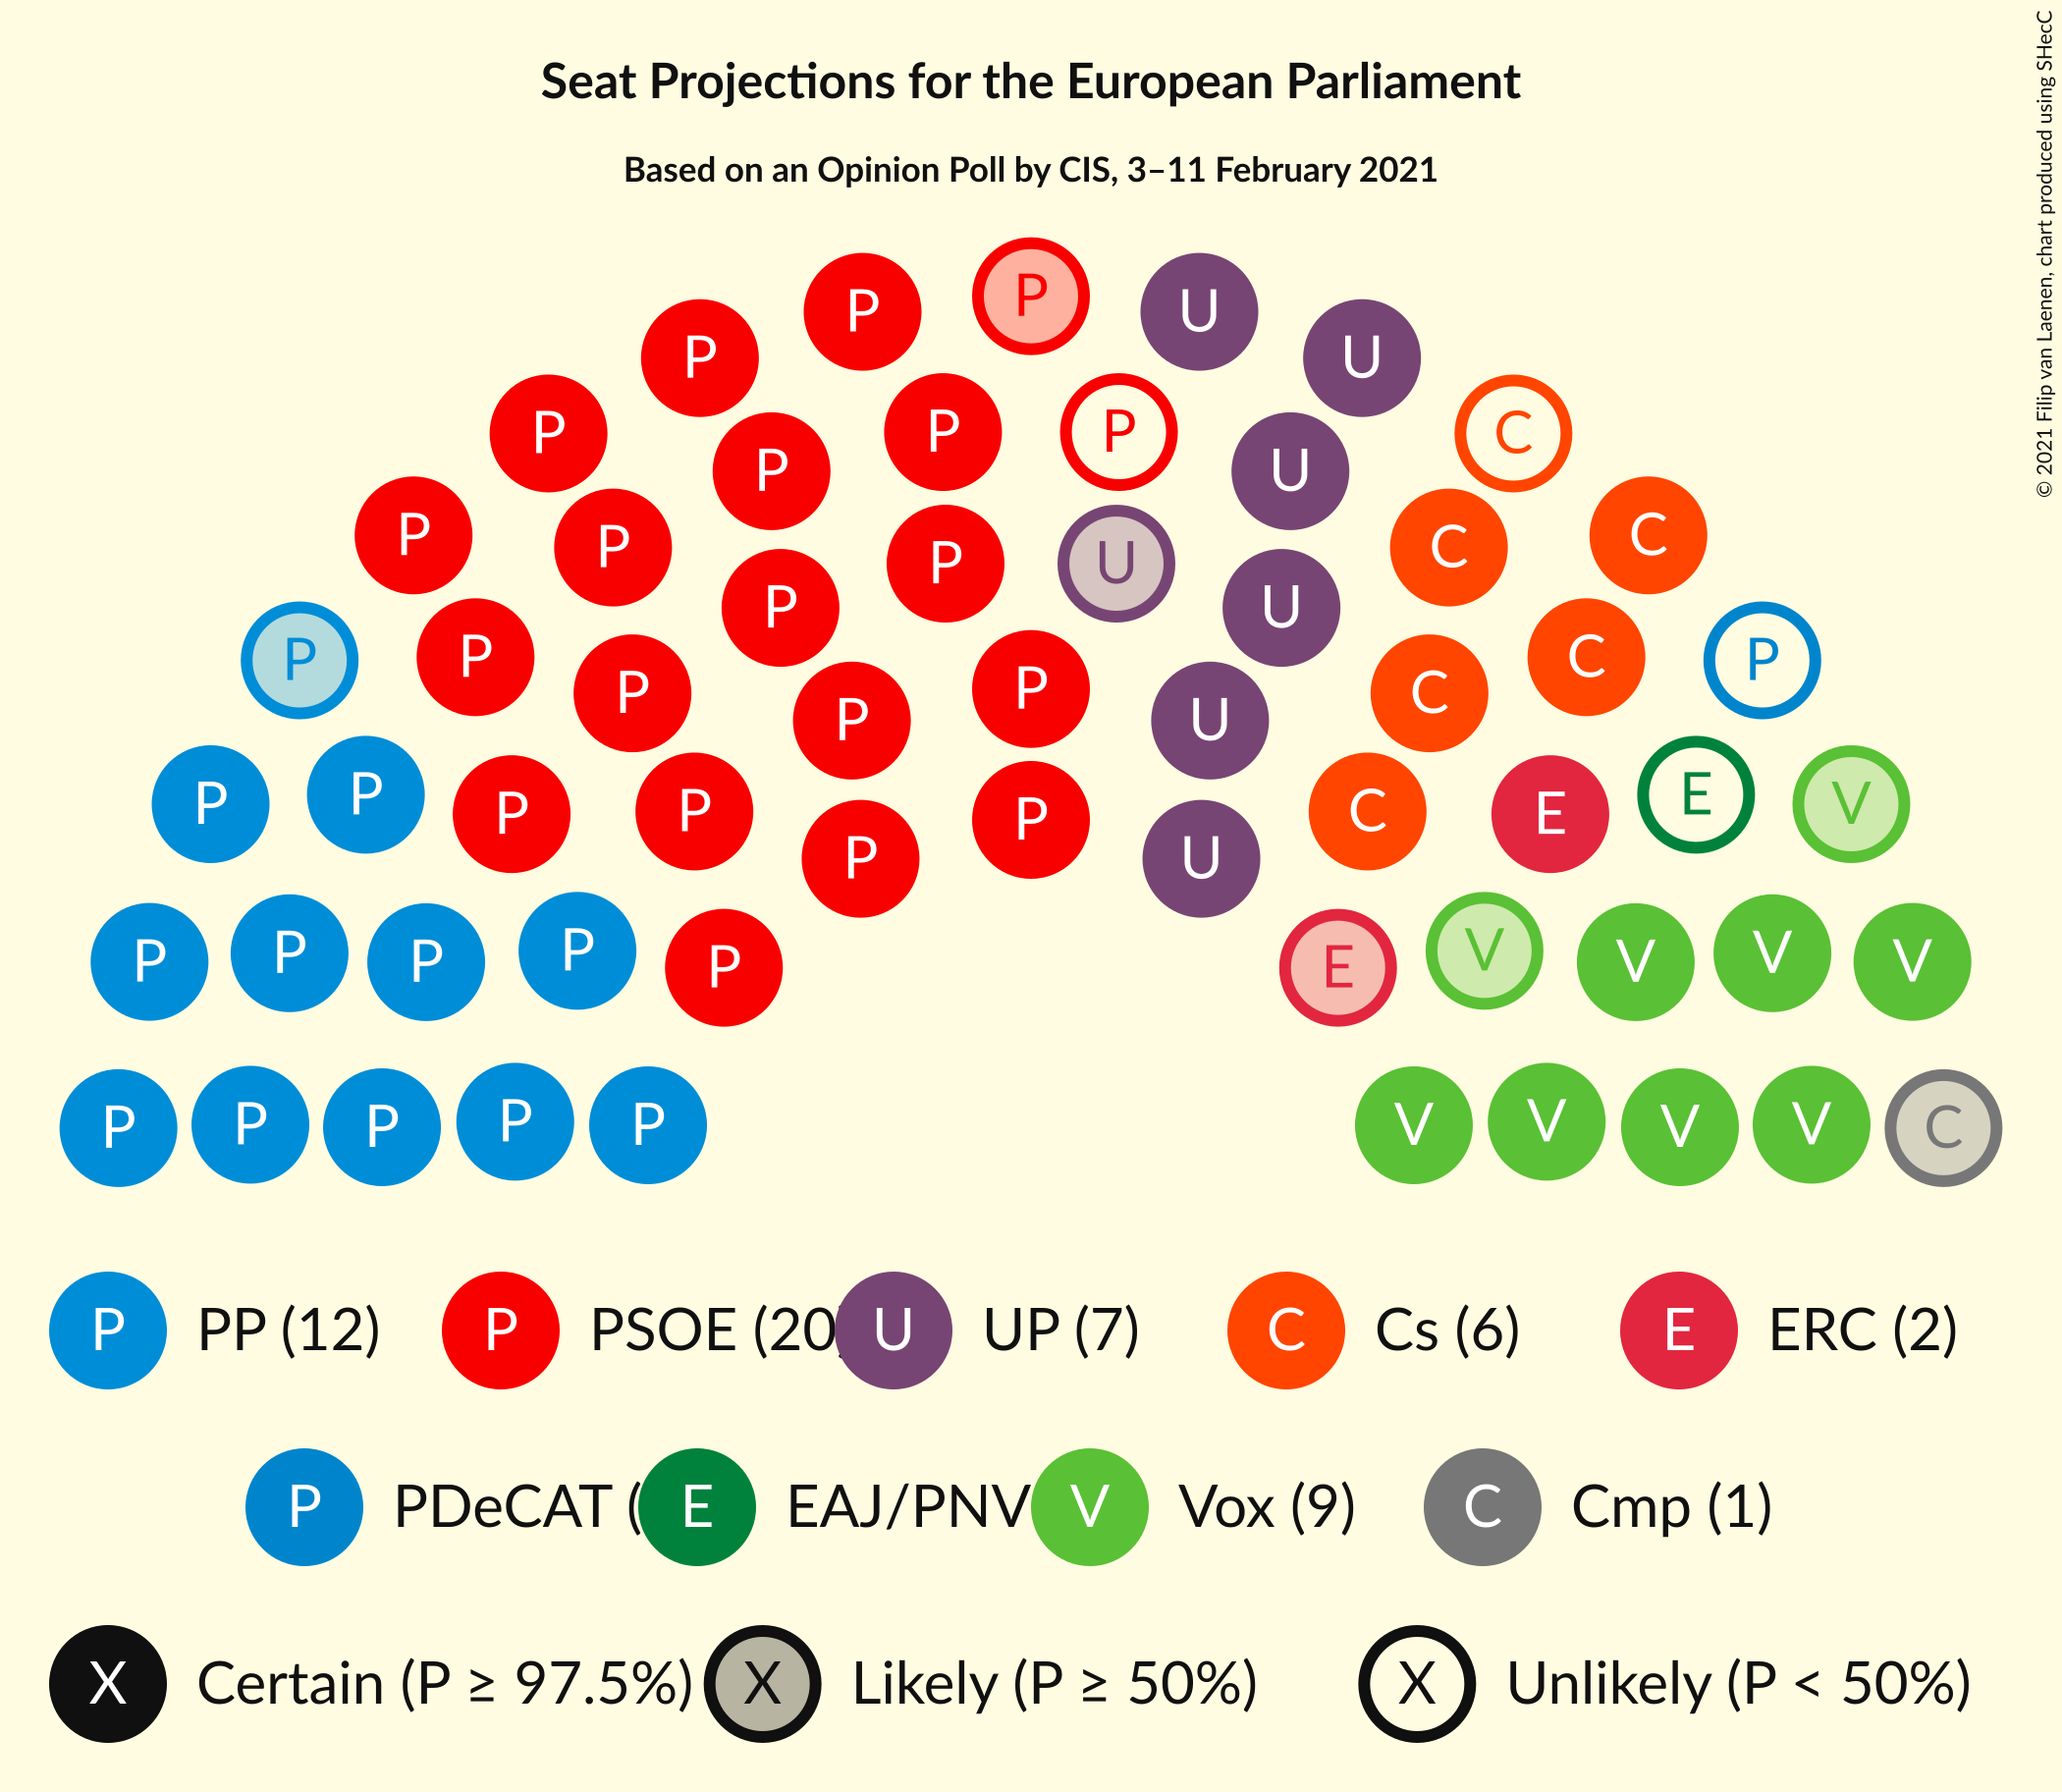 Seat Projections for the European Parliament
Based on an Opinion Poll by CIS, 3–11 February 2021
© 2021 Filip van Laenen, chart produced using SHecC
P
U
P
U
P
U
P
P
P
P
C
P
U
P
C
P
C
P
U
P
U
P
P
C
P
P
P
P
C
P
U
P
P
P
E
V
P
P
C
P
E
P
U
P
P
P
P
V
V
V
P
E
V
P
P
P
P
P
V
V
V
V
C
P PP (12) P PSOE (20 U UP (7) C Cs (6) E ERC (2)
P PDeCAT ( E EAJ/PNV V Vox (9) C Cmp (1)
X Certain (P ≥ 97.5%) X Likely (P ≥ 50%) X Unlikely (P < 50%)